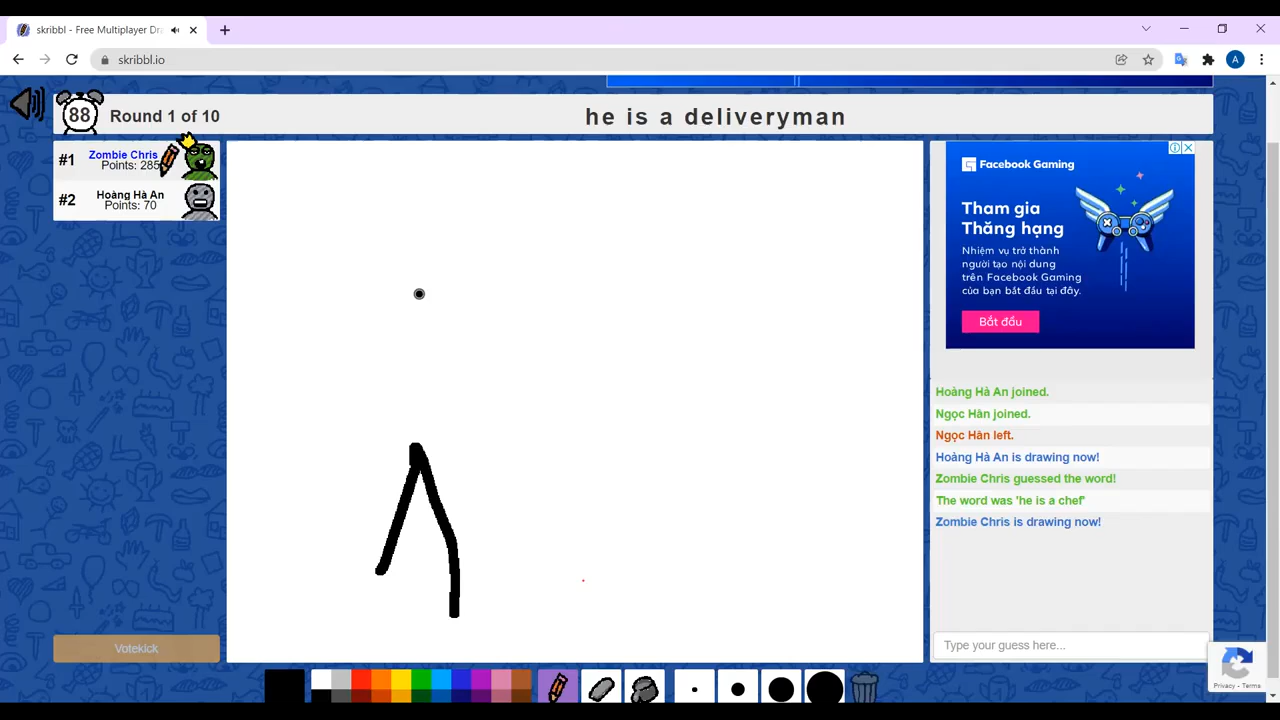 skribbl - Free Multiplayer Dra
skribbl.io
A
88
Round 1 of 10
he is a deliveryman
#1
Zombie Chris
Points: 285
#2
Hoàng Hà An
Points: 70
Facebook Gaming
Tham gia
Thăng hạng
Nhiệm vụ trở thành
người tạo nội dung
trên Facebook Gaming
của bạn bắt đầu tại đây.
Bắt đầu
Hoàng Hà An joined.
Ngọc Hân joined.
Ngọc Hân left.
Hoàng Hà An is drawing now!
Zombie Chris guessed the word!
The word was 'he is a chef'
Zombie Chris is drawing now!
Type your guess here...
Votekick
Privacy - Terms